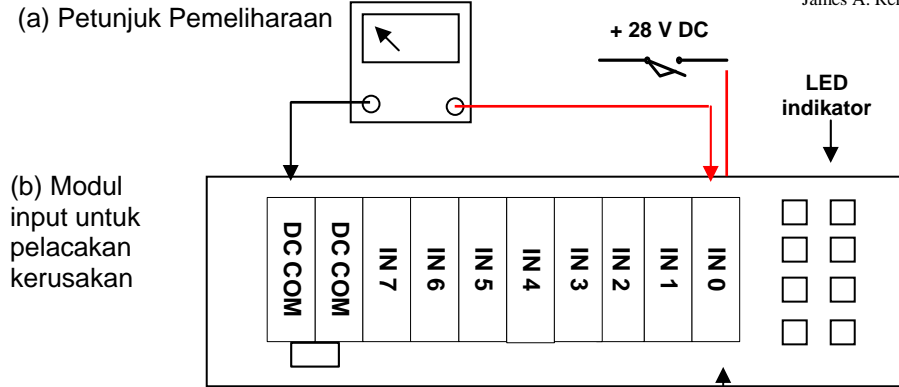 James A. Re
(a) Petunjuk Pemeliharaan
+ 28 V DC
LED
indikator
(b) Modul
input untuk
pelacakan
kerusakan
DC COM
DC COM
IN 7
IN 6
IN 5
IN 4
IN 3
IN 2
IN 1
IN 0